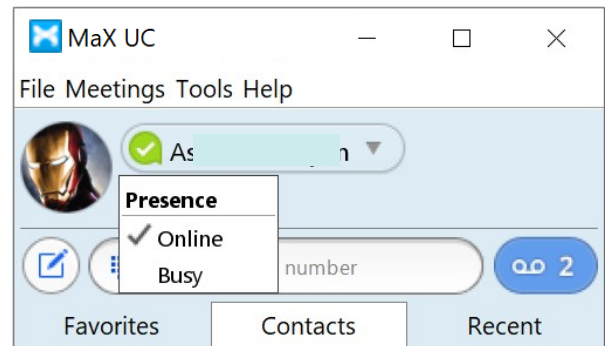 MaX UC
File Meetings Tools Help
Presence
Online
Busy
number
2
Favorites Contacts Recent